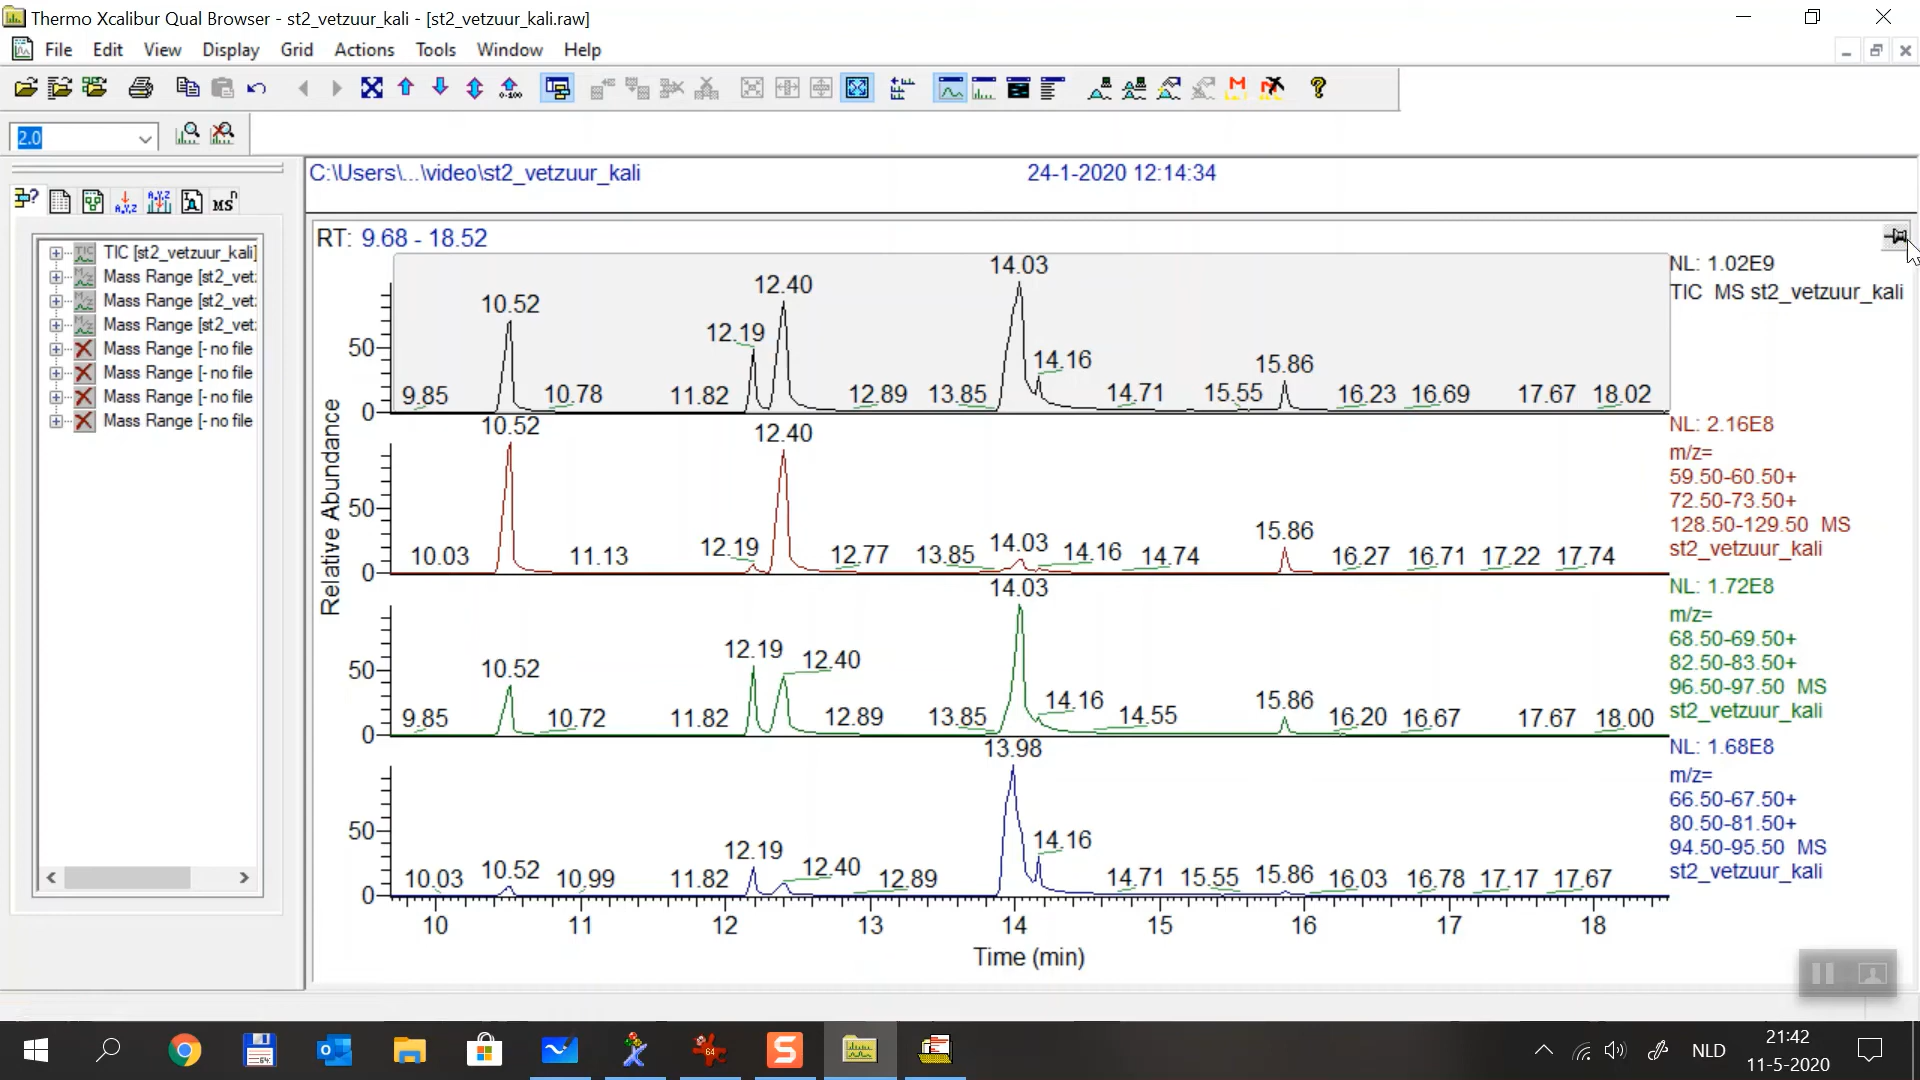 Thermo Xcalibur Qual Browser - st2_vetzuur_kali - [st2_vetzuur_kali.raw]
File Edit View Display Grid Actions Tools Window Help
2.0
C:\Users\...\video\st2_vetzuur_kali 24-1-2020 12:14:34
TIC [st2_vetzuur_kali]
Mass Range [st2_vet:
Mass Range [st2_vet:
Mass Range [st2_vet:
Mass Range [- no file
Mass Range [- no file
Mass Range [- no file
Mass Range [- no file
RT: 9.68 - 18.52
Relative Abundance
50
0
9.85 10.52 10.78 11.82 12.19 12.40 12.89 13.85 14.03 14.16 14.71 15.55 15.86 16.23 16.69 17.67 18.02
NL: 1.02E9
TIC MS st2_vetzuur_kali
50
0
10.03 10.52 11.13 12.19 12.40 12.77 13.85 14.03 14.16 14.74 15.86 16.27 16.71 17.22 17.74
NL: 2.16E8
m/z=
59.50-60.50+
72.50-73.50+
128.50-129.50 MS
st2_vetzuur_kali
50
0
9.85 10.52 10.72 11.82 12.19 12.40 12.89 13.85 14.03 14.16 14.55 15.86 16.20 16.67 17.67 18.00
NL: 1.72E8
m/z=
68.50-69.50+
82.50-83.50+
96.50-97.50 MS
st2_vetzuur_kali
50
0
10.03 10.52 10.99 11.82 12.19 12.40 12.89 13.98 14.16 14.71 15.55 15.86 16.03 16.78 17.17 17.67
NL: 1.68E8
m/z=
66.50-67.50+
80.50-81.50+
94.50-95.50 MS
st2_vetzuur_kali
10 11 12 13 14 15 16 17 18
Time (min)
NLD
21:42
11-5-2020